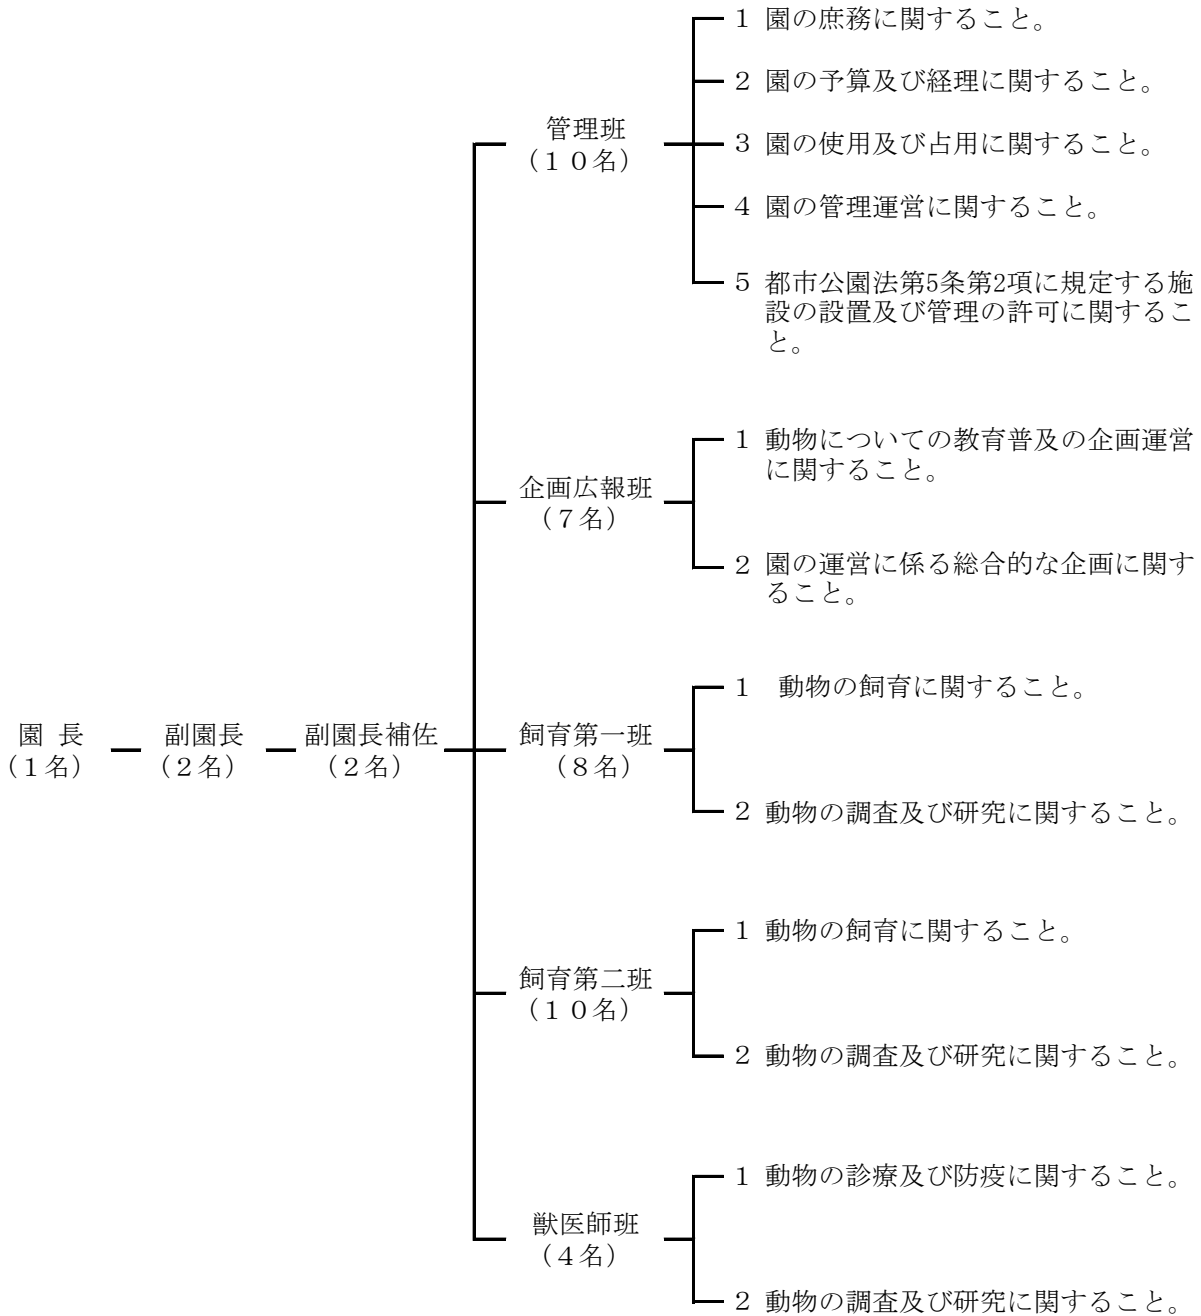 園 長
（１名）
副園長
（２名）
副園長補佐
（２名）
管理班
（１０名）
１ 園の庶務に関すること。
２ 園の予算及び経理に関すること。
３ 園の使用及び占用に関すること。
４ 園の管理運営に関すること。
５ 都市公園法第5条第2項に規定する施
設の設置及び管理の許可に関するこ
と。
企画広報班
（７名）
１ 動物についての教育普及の企画運営
に関すること。
２ 園の運営に係る総合的な企画に関す
ること。
飼育第一班
（８名）
１　動物の飼育に関すること。
２ 動物の調査及び研究に関すること。
飼育第二班
（１０名）
１ 動物の飼育に関すること。
２ 動物の調査及び研究に関すること。
獣医師班
（４名）
１ 動物の診療及び防疫に関すること。
２ 動物の調査及び研究に関すること。